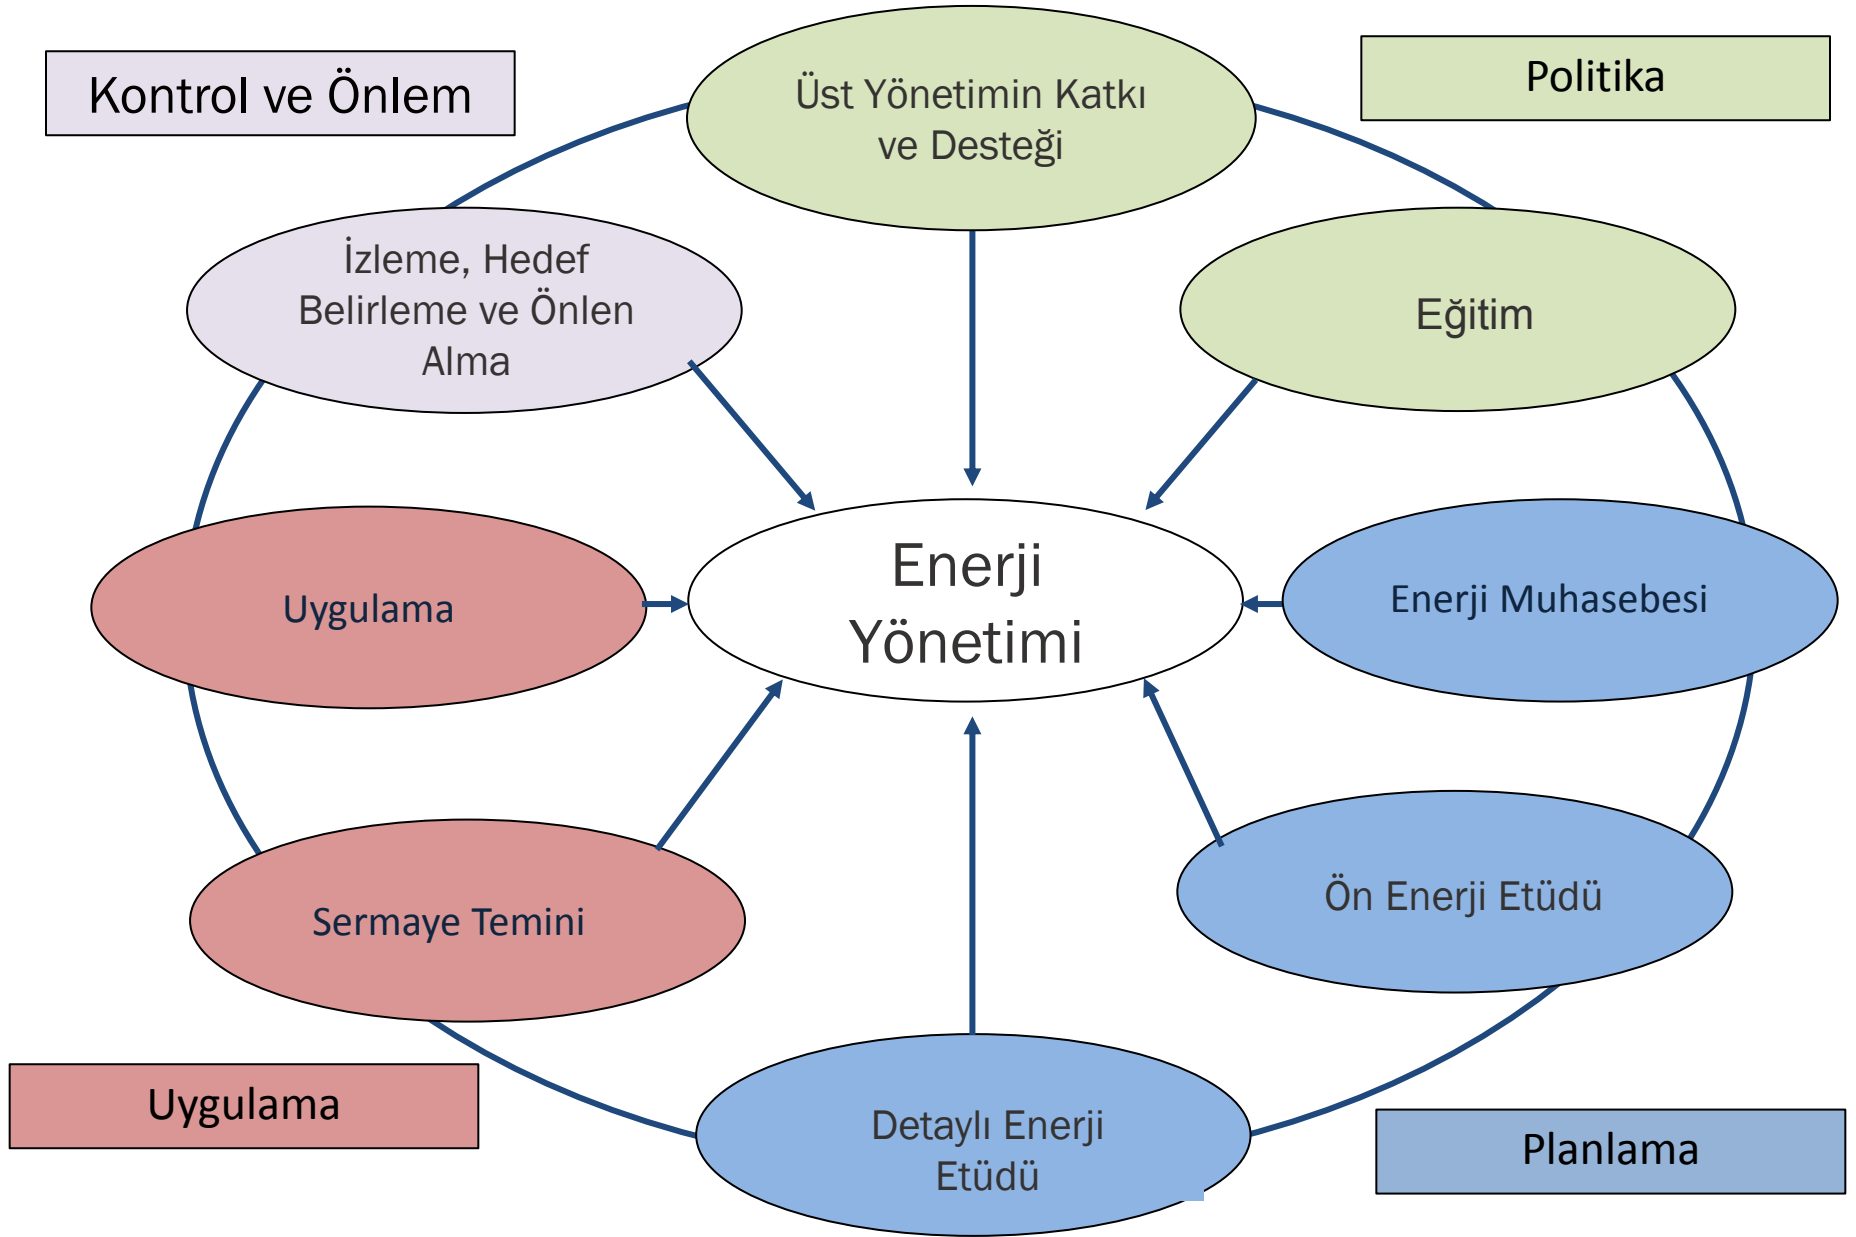 Kontrol ve Önlem
Üst Yönetimin Katkı
ve Desteği
Politika
İzleme, Hedef
Belirleme ve Önlen
Alma
Eğitim
Enerji
Yönetimi
Uygulama
Enerji Muhasebesi
Sermaye Temini
Ön Enerji Etüdü
Uygulama
Detaylı Enerji
Etüdü
Planlama